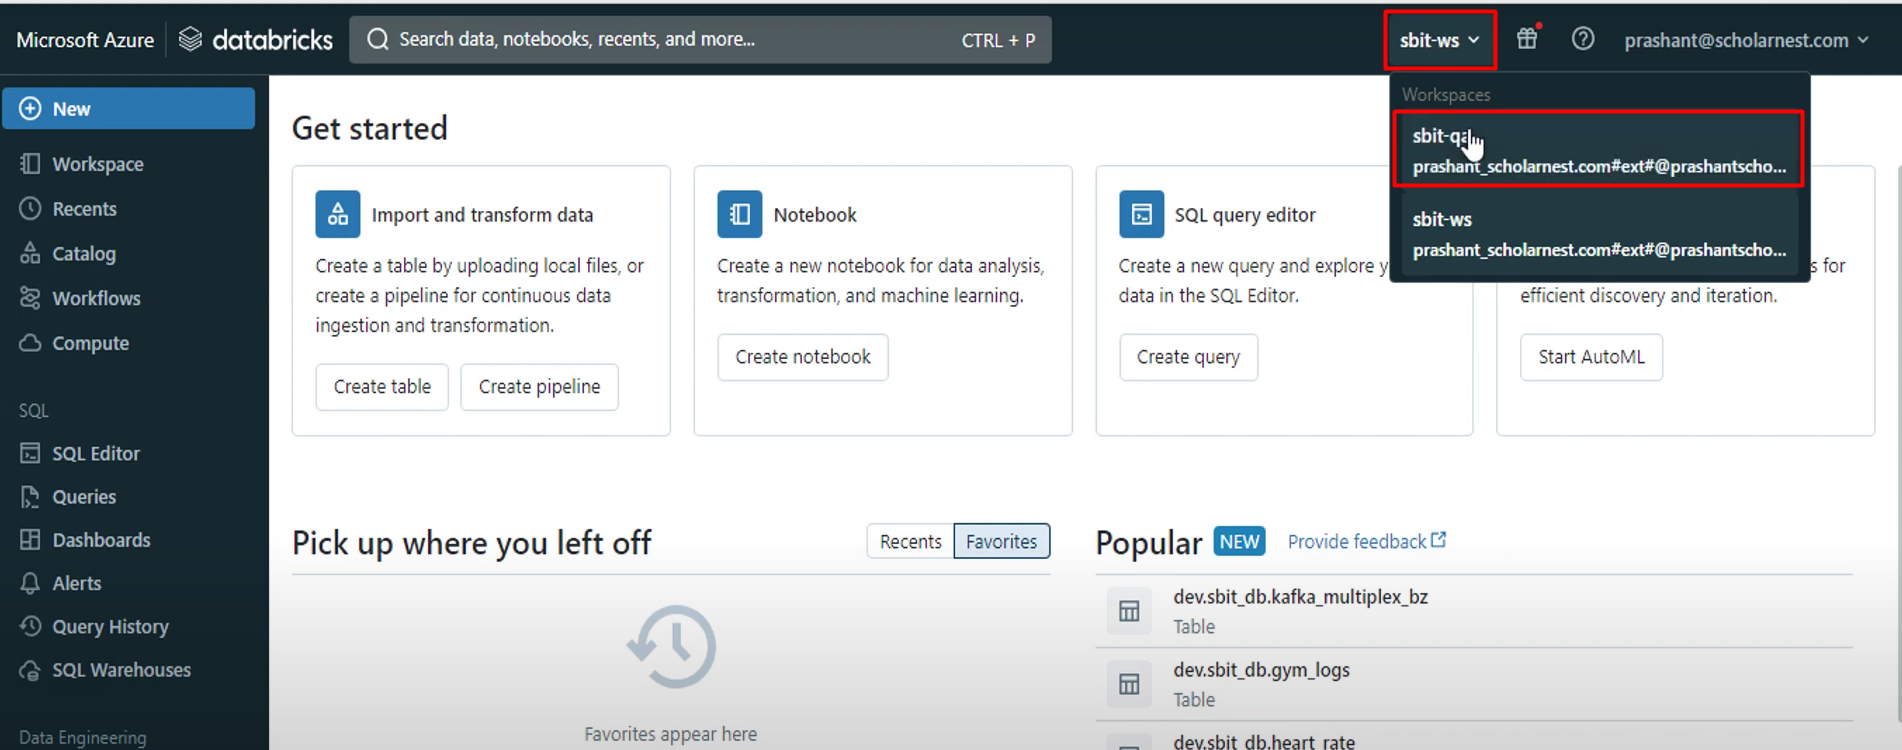 Microsoft Azure
databricks
Search data, notebooks, recents, and more...
CTRL + P
sbit-ws
prashant@scholarnest.com
Workspaces
prashant_scholarnest.com#ext#@prashantscho...
sbit-ws
prashant_scholarnest.com#ext#@prashantscho...
New
Workspace
Recents
Catalog
Workflows
Compute
SQL
SQL Editor
Queries
Dashboards
Alerts
Query History
SQL Warehouses
Data Engineering
Get started
Import and transform data
Create a table by uploading local files, or
create a pipeline for continuous data
ingestion and transformation.
Create table
Create pipeline
Notebook
Create a new notebook for data analysis,
transformation, and machine learning.
Create notebook
SQL query editor
Create a new query and explore y
data in the SQL Editor.
Create query
s for
efficient discovery and iteration.
Start AutoML
Pick up where you left off
Recents
Favorites
Favorites appear here
Popular
NEW
Provide feedback
dev.sbit_db.kafka_multiplex_bz
Table
dev.sbit_db.gym_logs
Table
dev.sbit_db.heart_rate